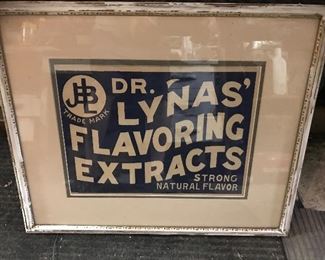 JBL
TRADE MARK
DR.
LYNAS'
FLAVORING
EXTRACTS
STRONG
NATURAL FLAVOR